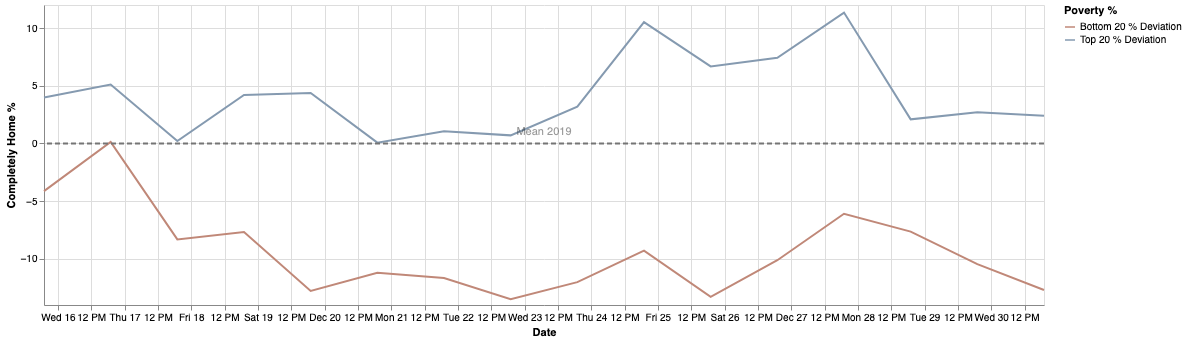 Poverty %
Bottom 20 % Deviation
Top 20 % Deviation
Completely Home %
10
5
0
−5
−10
Mean 2019
Wed 16 12 PM Thu 17 12 PM Fri 18 12 PM Sat 19 12 PM Dec 20 12 PM Mon 21 12 PM Tue 22 12 PM Wed 23 12 PM Thu 24 12 PM Fri 25 12 PM Sat 26 12 PM Dec 27 12 PM Mon 28 12 PM Tue 29 12 PM Wed 30 12 PM
Date